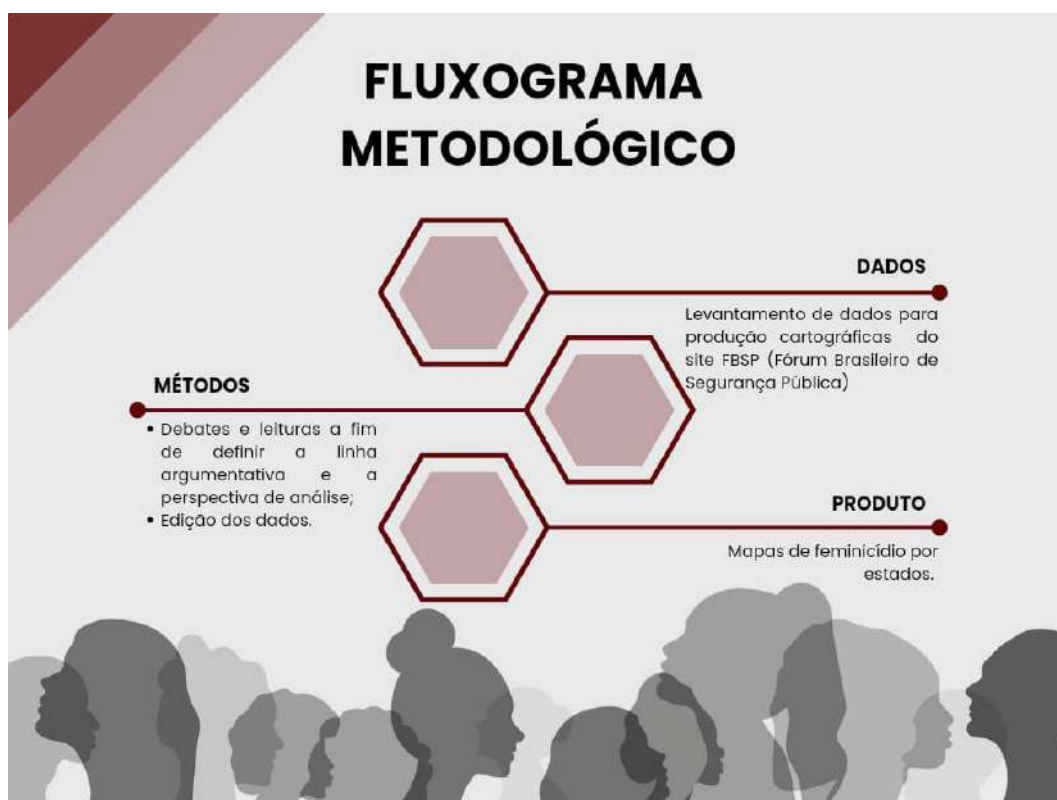 FLUXOGRAMA
METODOLÓGICO
DADOS
Levantamento de dados para
produção cartográficas do
site FBSP (Fórum Brasileiro de
Segurança Pública)
MÉTODOS
• Debates e leituras a fim
de definir a linha
argumentativa e a
perspectiva de análise;
• Edição dos dados.
PRODUTO
Mapas de feminicídio por
estados.